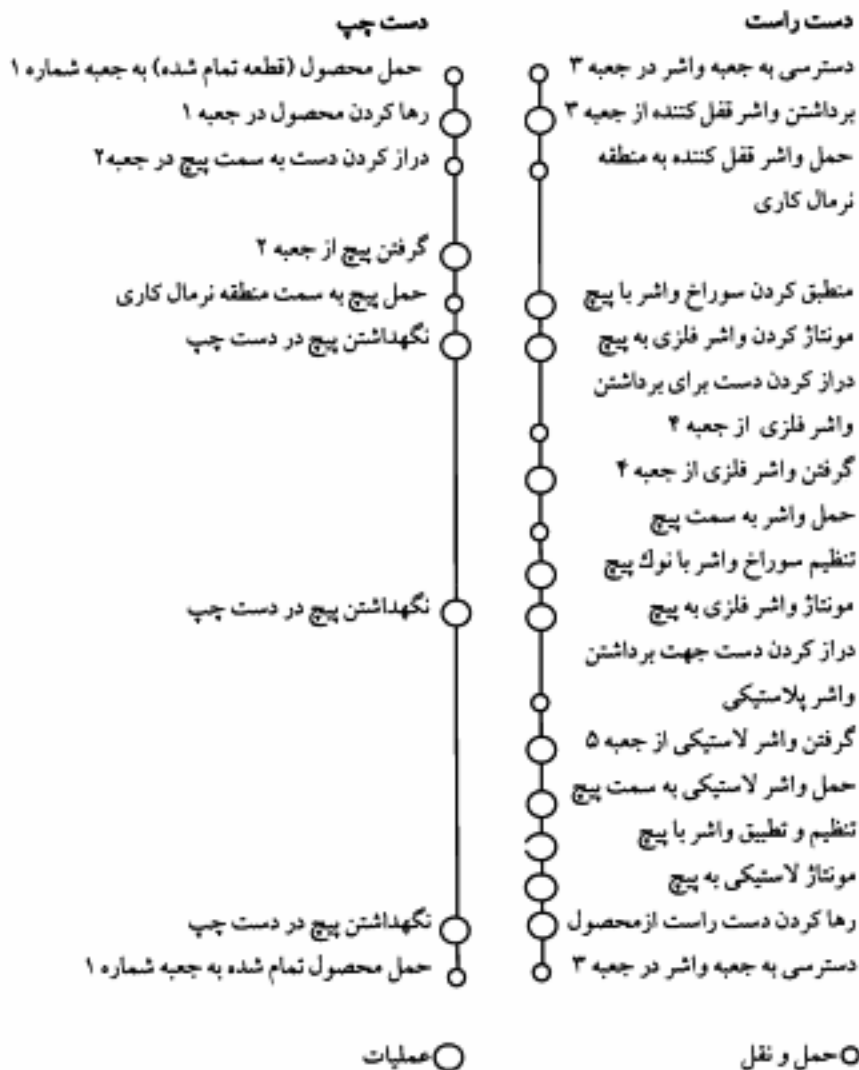 دست راست
دست چپ
دسترسی به جعبه واشر در جعبه ۳
حمل محصول (قطعه تمام شده) به جعبه شماره ۱
برداشتن واشر قفل کننده از جعبه ۳
رها کردن محصول در جعبه ۱
حمل واشر قفل کننده به منطقه
دراز کردن دست به سمت پیچ در جعبه۲
نرمال کاری
گرفتن پیچ از جعبه ۲
منطبق کردن سوراخ واشر با پیچ
حمل پیچ به سمت منطقه نرمال کاری
مونتاژ کردن واشر فلزی به پیچ
نگهداشتن پیچ در دست چپ
دراز کردن دست برای برداشتن
واشر فلزی از جعبه ۴
گرفتن واشر فلزی از جعبه ۴
حمل واشر به سمت پیچ
تنظیم سوراخ واشر با نوك پیچ
مونتاژ واشر فلزی به پیچ
نگهداشتن پیچ در دست چپ
دراز کردن دست جهت برداشتن
واشر پلاستیکی
گرفتن واشر لاستیکی از جعبه ۵
حمل واشر لاستیکی به سمت پیچ
تنظیم و تطبیق واشر با پیچ
مونتاژ لاستیکی به پیچ
رها کردن دست راست ازمحصول
نگهداشتن پیچ در دست چپ
دسترسی به جعبه واشر در جعبه ۳
حمل محصول تمام شده به جعبه شماره ۱
حمل و نقل
عملیات